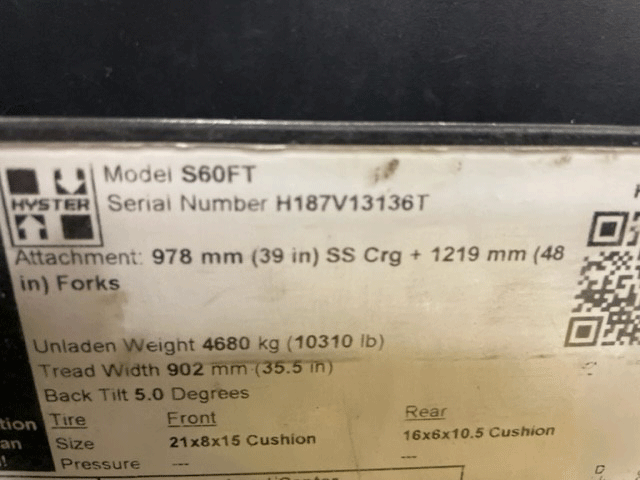 HYSTER
Model S60FT
Serial Number H187V13136T
Attachment: 978 mm (39 in) SS Crg + 1219 mm (48
in) Forks
Unladen Weight 4680 kg (10310 lb)
Tread Width 902 mm (35.5 in)
Back Tilt 5.0 Degrees
Tire Front Rear
Size 21x8x15 Cushion 16x6x10.5 Cushion
Pressure --- ---
tion
an
!